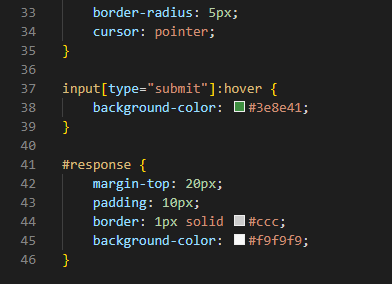 33 border-radius: 5px;
34 cursor: pointer;
35 }
36
37 input[type="submit"]:hover {
38 background-color: #3e8e41;
39 }
40
41 #response {
42 margin-top: 20px;
43 padding: 10px;
44 border: 1px solid #ccc;
45 background-color: #f9f9f9;
46 }